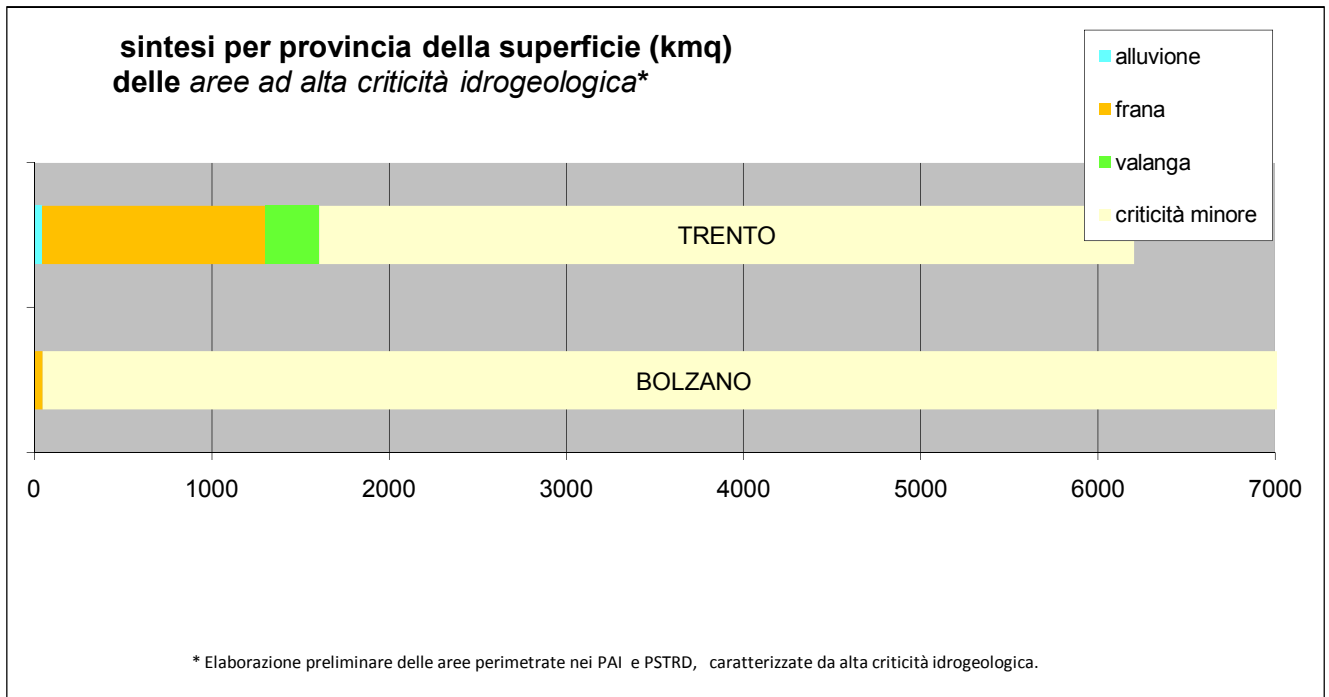 sintesi per provincia della superficie (kmq)
delle aree ad alta criticità idrogeologica*
alluvione
frana
valanga
criticità minore
TRENTO
BOLZANO
0 1000 2000 3000 4000 5000 6000 7000
* Elaborazione preliminare delle aree perimetrate nei PAI e PSTRD, caratterizzate da alta criticità idrogeologica.